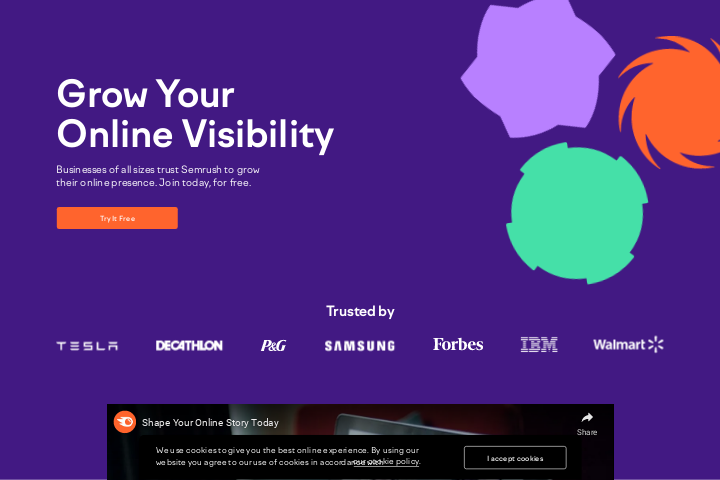 Grow Your
Online Visibility
Businesses of all sizes trust Semrush to grow
their online presence. Join today, for free.
Try It Free
Trusted by
TESLA DECATHLON P&G SAMSUNG Forbes IBM Walmart
Shape Your Online Story Today
Share
We use cookies to give you the best online experience. By using our
website you agree to our use of cookies in accordance with our cookie policy.
I accept cookies